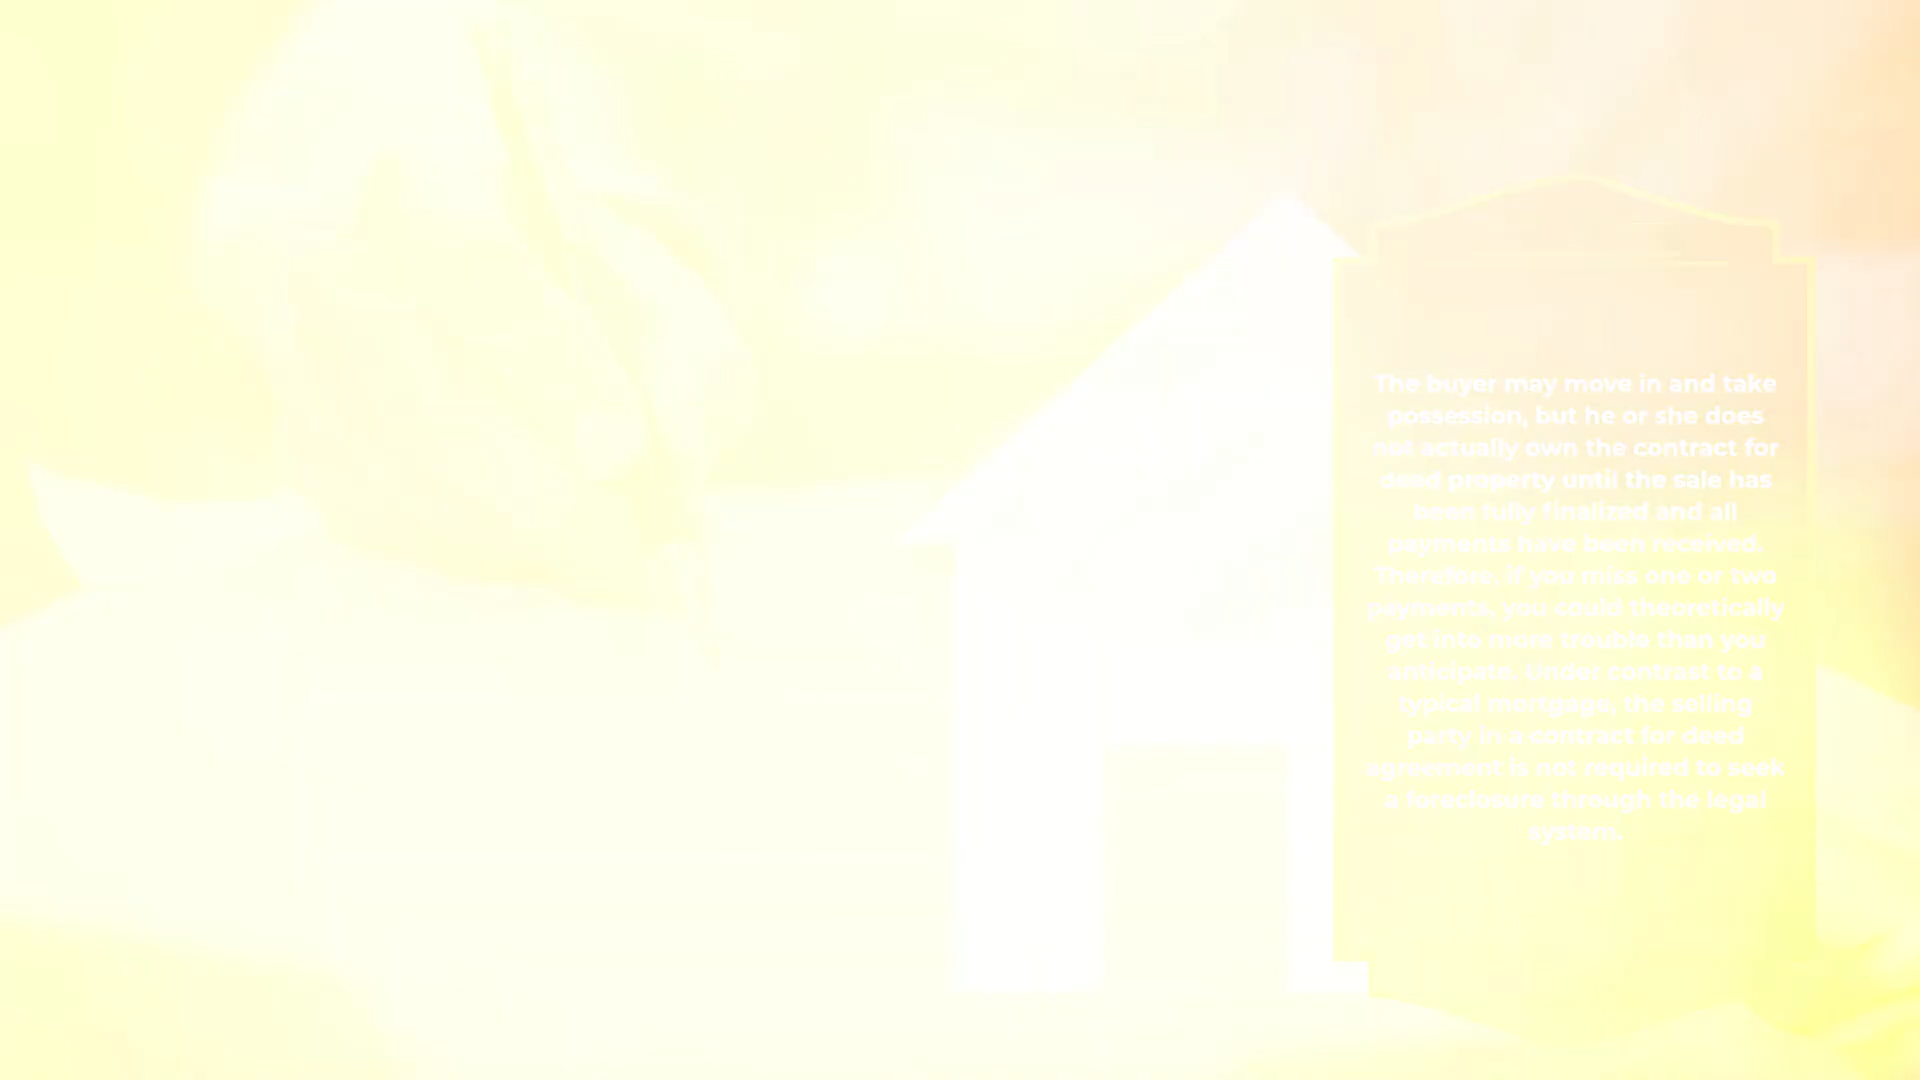 The buyer may move in and take
possession, but he or she does
not actually own the contract for
deed property until the sale has
been fully finalized and all
payments have been received.
Therefore, if you miss one or two
payments, you could theoretically
get into more trouble than you
anticipate. Under contrast to a
typical mortgage, the selling
party in a contract for deed
agreement is not required to seek
a foreclosure through the legal
system.